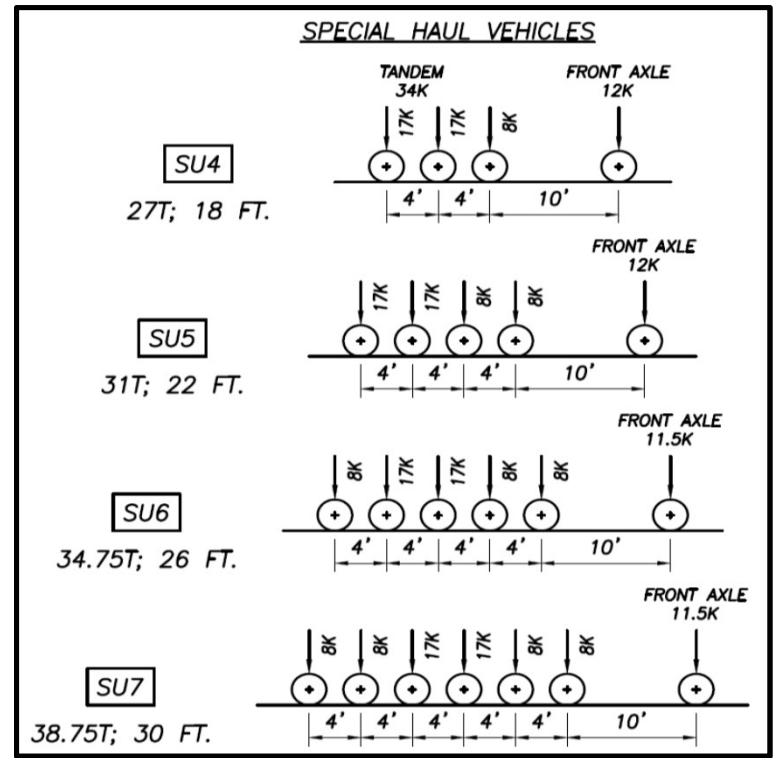 SPECIAL HAUL VEHICLES
TANDEM
34K
FRONT AXLE
12K
17K 17K 8K
SU4
4' 4' 10'
27T; 18 FT.
FRONT AXLE
12K
17K 17K 8K 8K
SU5
4' 4' 4' 10'
31T; 22 FT.
FRONT AXLE
11.5K
8K 17K 17K 8K 8K
SU6
4' 4' 4' 4' 10'
34.75T; 26 FT.
FRONT AXLE
11.5K
8K 8K 17K 17K 8K 8K
SU7
4' 4' 4' 4' 4' 10'
38.75T; 30 FT.